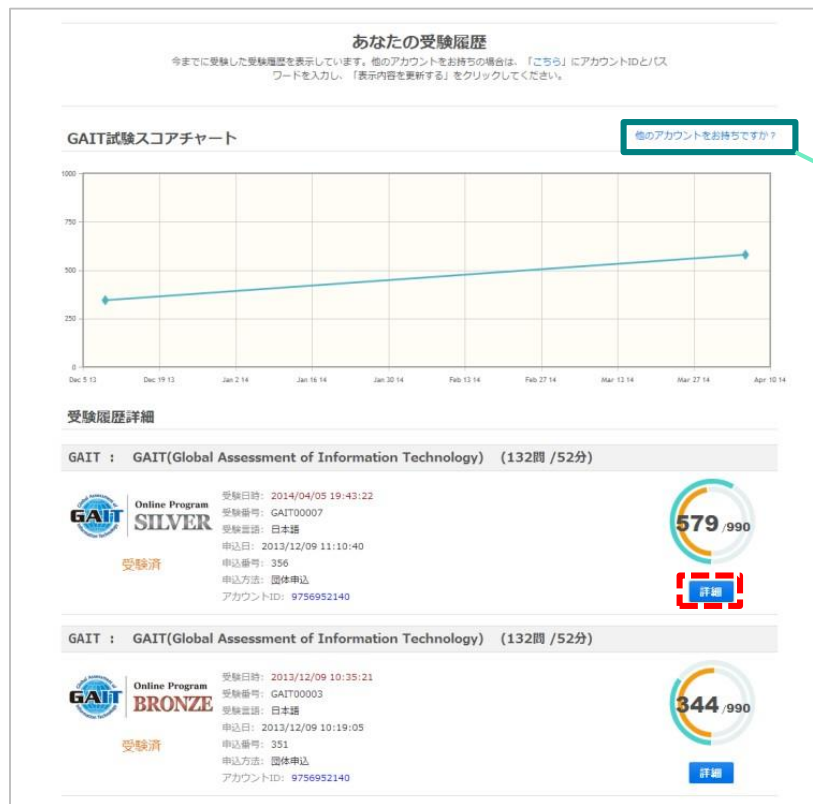 あなたの受験履歴
今までに受験した受験履歴を表示しています。他のアカウントをお持ちの場合は、「こちら」にアカウントIDとパス
ワードを入力し、「表示内容を更新する」をクリックしてください。
GAIT試験スコアチャート
他のアカウントをお持ちですか？
1000
750
500
250
0
Dec 5 13 Dec 19 13 Jan 2 14 Jan 16 14 Jan 30 14 Feb 13 14 Feb 27 14 Mar 13 14 Mar 27 14 Apr 10 14
受験履歴詳細
GAIT : GAIT(Global Assessment of Information Technology) (132問 /52分)
GAIT
Online Program
SILVER
受験済
受験日時: 2014/04/05 19:43:22
受験番号: GAIT00007
受験言語: 日本語
申込日: 2013/12/09 11:10:40
申込番号: 356
申込方法: 団体申込
アカウントID: 9756952140
579 /990
詳細
GAIT : GAIT(Global Assessment of Information Technology) (132問 /52分)
GAIT
Online Program
BRONZE
受験済
受験日時: 2013/12/09 10:35:21
受験番号: GAIT00003
受験言語: 日本語
申込日: 2013/12/09 10:19:05
申込番号: 351
申込方法: 団体申込
アカウントID: 9756952140
344 /990
詳細